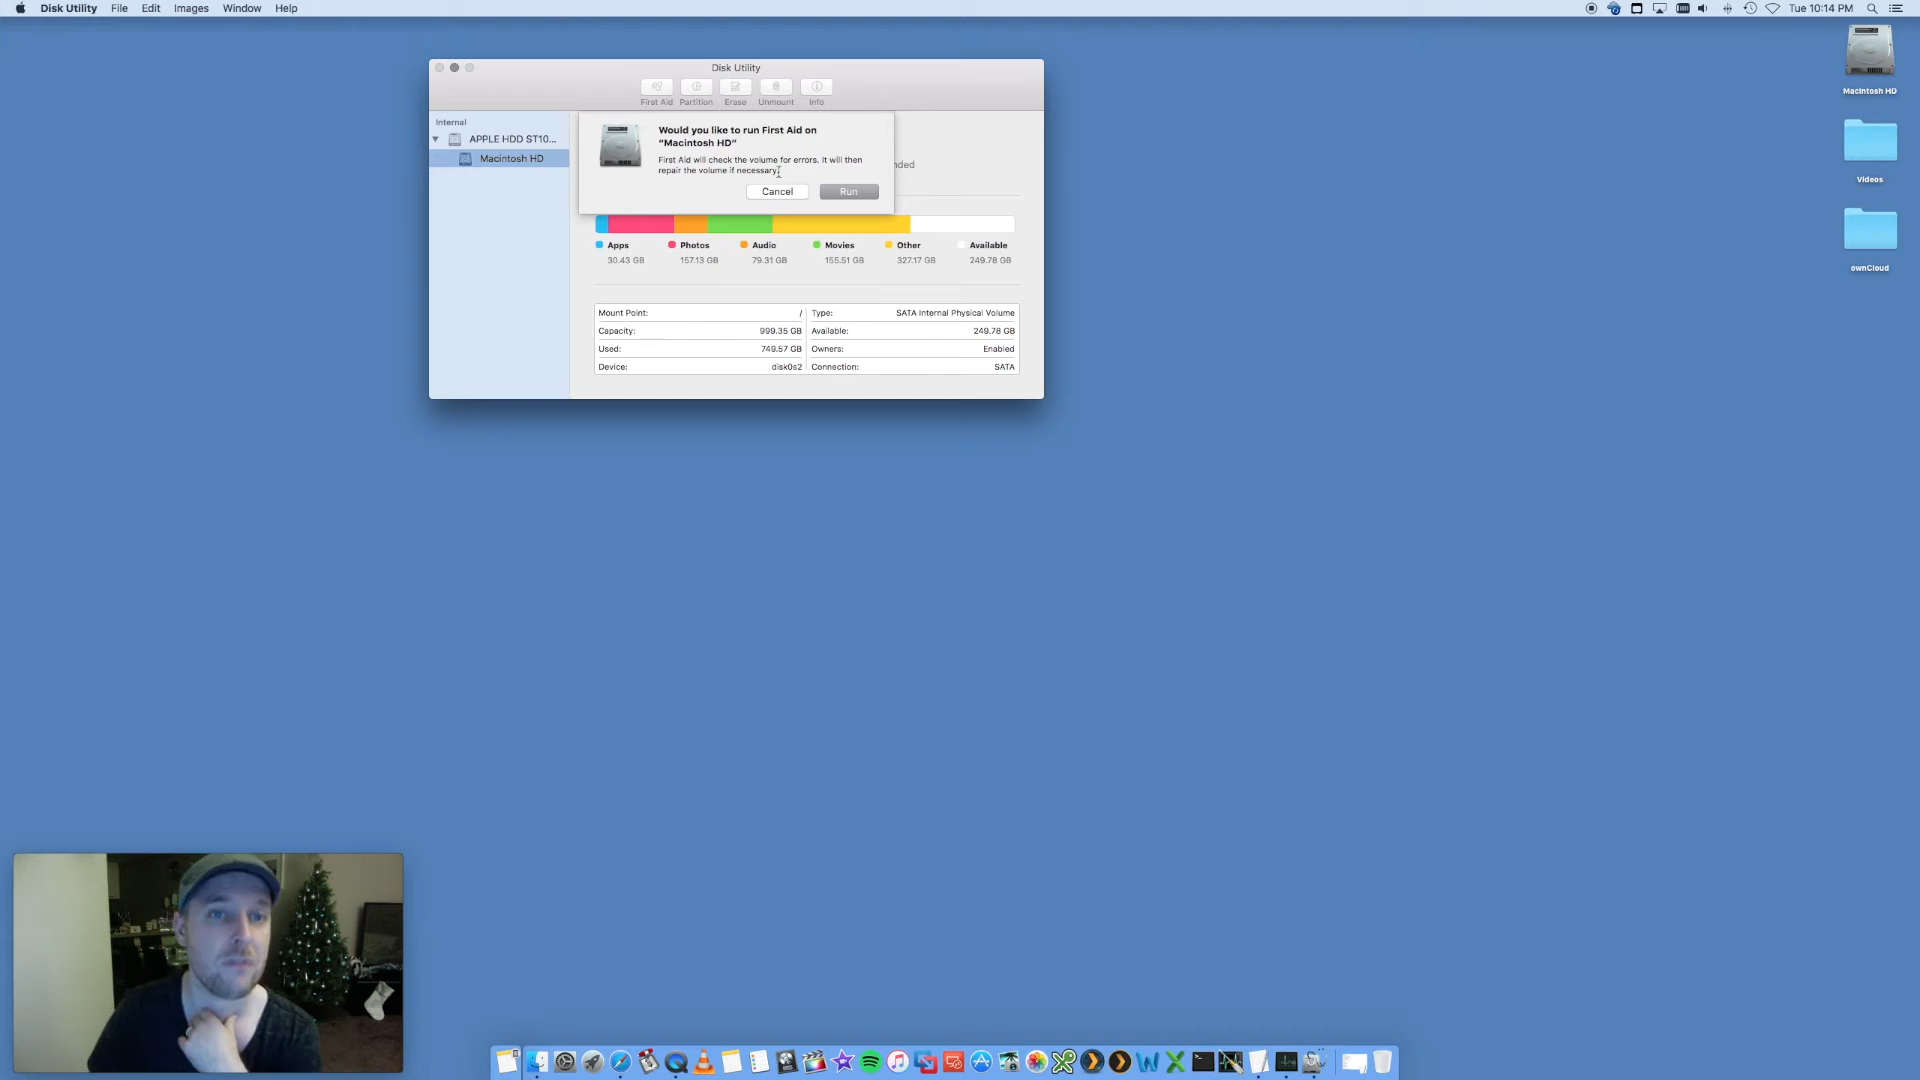 Disk Utility File Edit Images Window Help
Tue 10:14 PM
Disk Utility
First Aid Partition Erase Unmount Info
Internal
APPLE HDD ST10...
Macintosh HD
Would you like to run First Aid on
"Macintosh HD"
First Aid will check the volume for errors. It will then
repair the volume if necessary.
Cancel Run
nded
Apps Photos Audio Movies Other Available
30.43 GB 157.13 GB 79.31 GB 155.51 GB 327.17 GB 249.78 GB
Mount Point: / Type: SATA Internal Physical Volume
Capacity: 999.35 GB Available: 249.78 GB
Used: 749.57 GB Owners: Enabled
Device: disk0s2 Connection: SATA
Macintosh HD
Videos
ownCloud